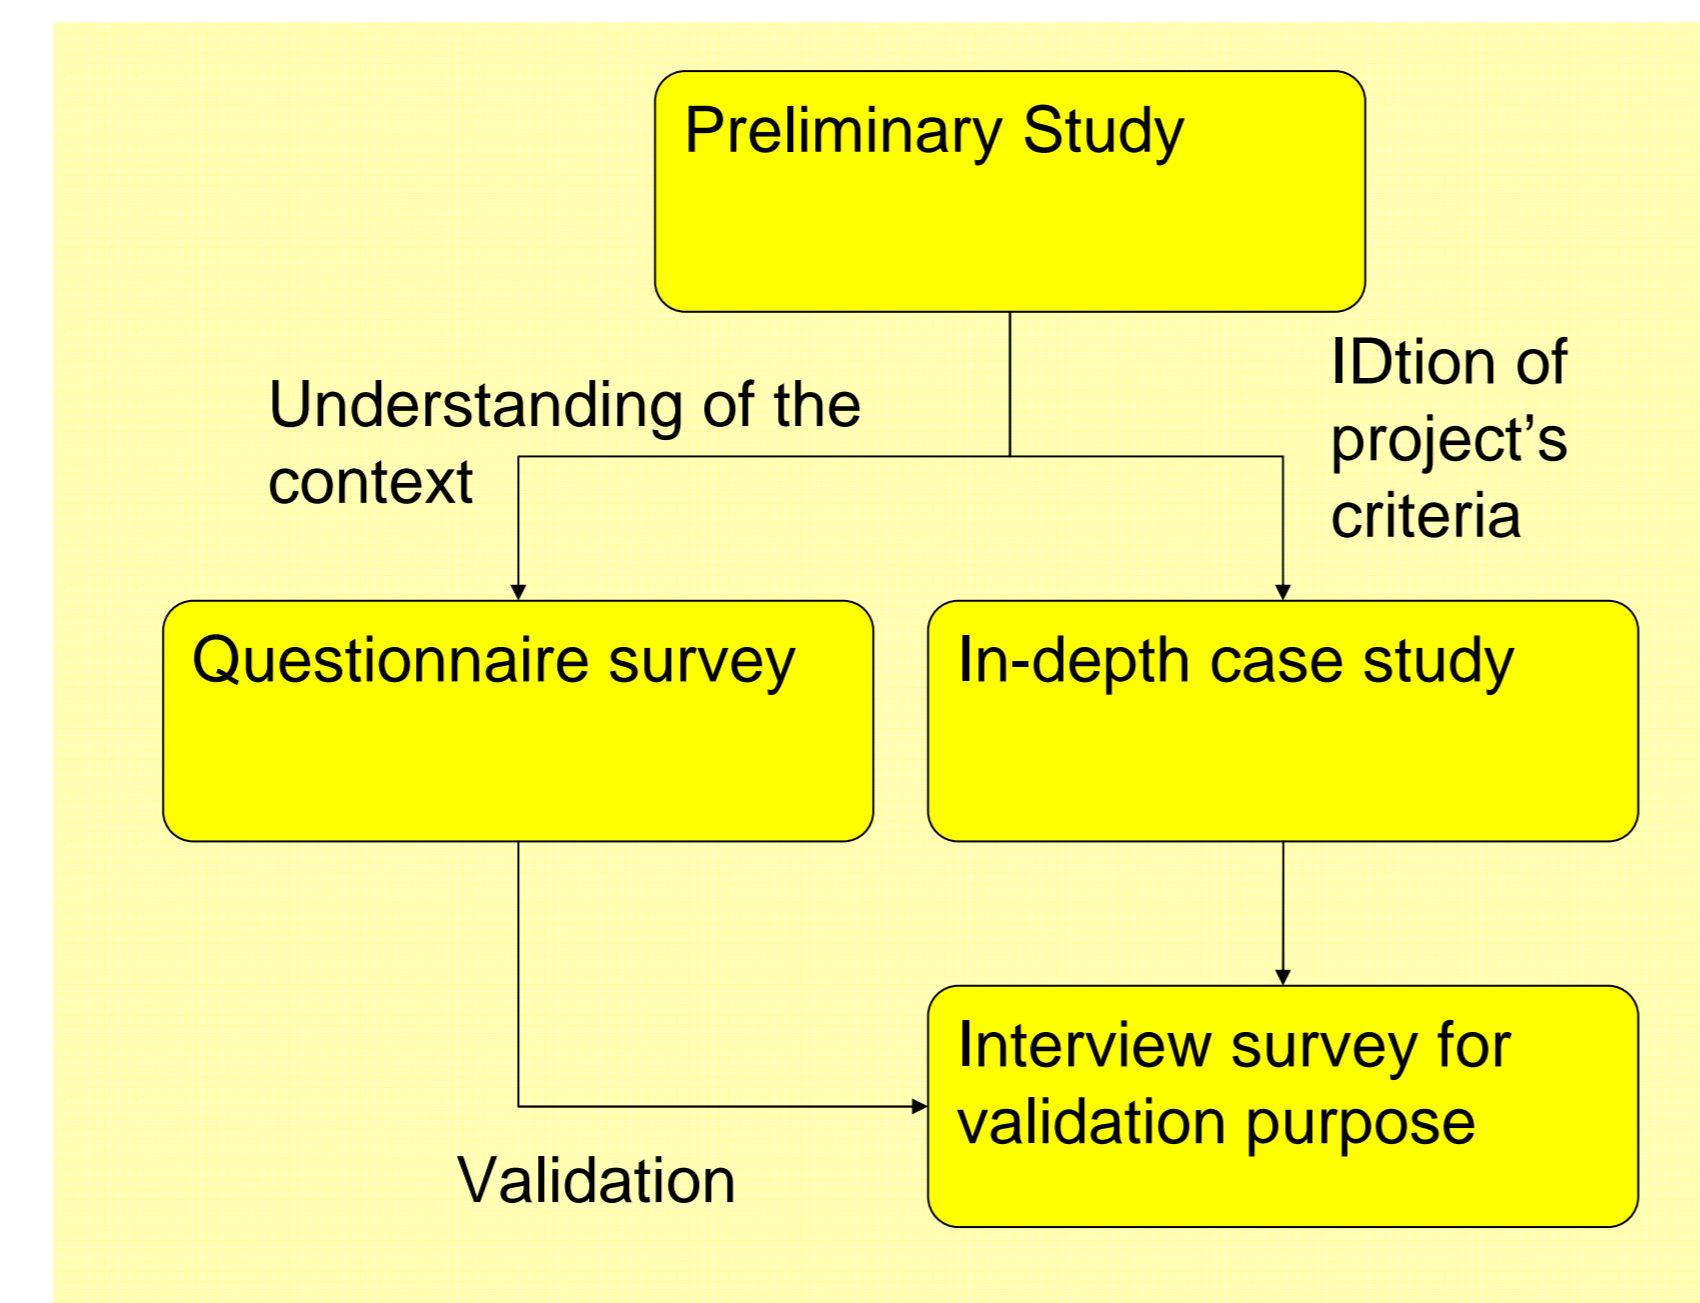 Preliminary Study
Understanding of the
context
IDtion of
project’s
criteria
Questionnaire survey
In-depth case study
Interview survey for
validation purpose
Validation